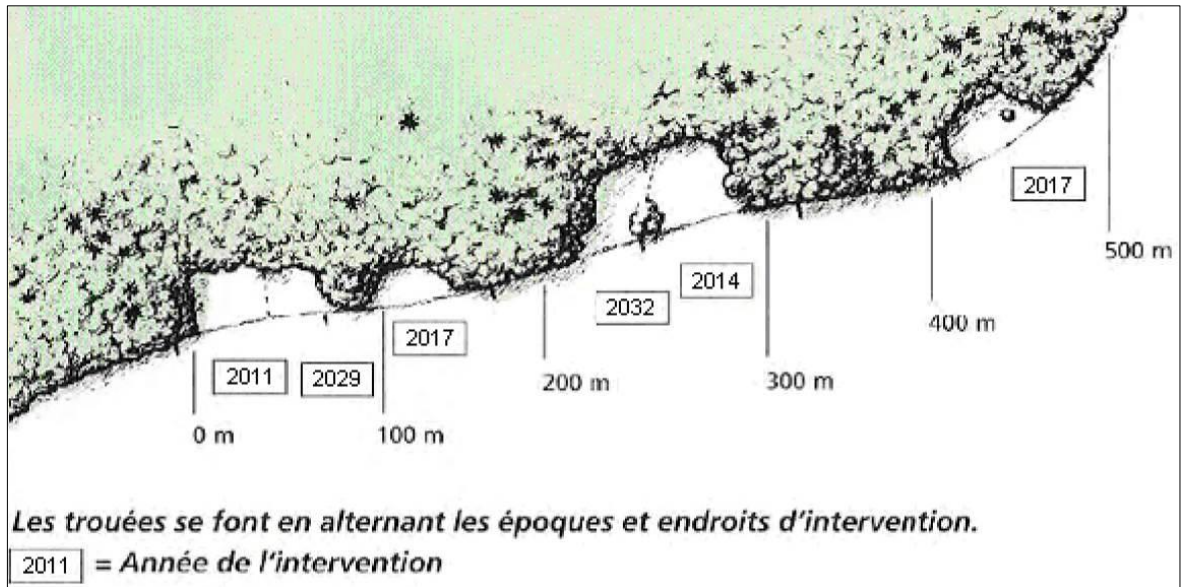 2017
500 m
2014
2032
400 m
2017
300 m
200 m
2011
2029
100 m
0 m
Les trouées se font en alternant les époques et endroits d'intervention.
2011 = Année de l'intervention